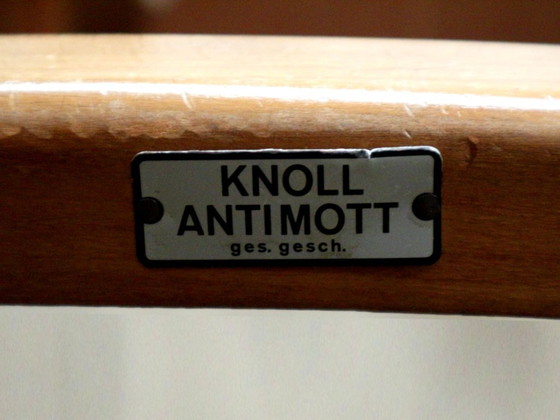 KNOLL
ANTIMOTT
ges. gesch.